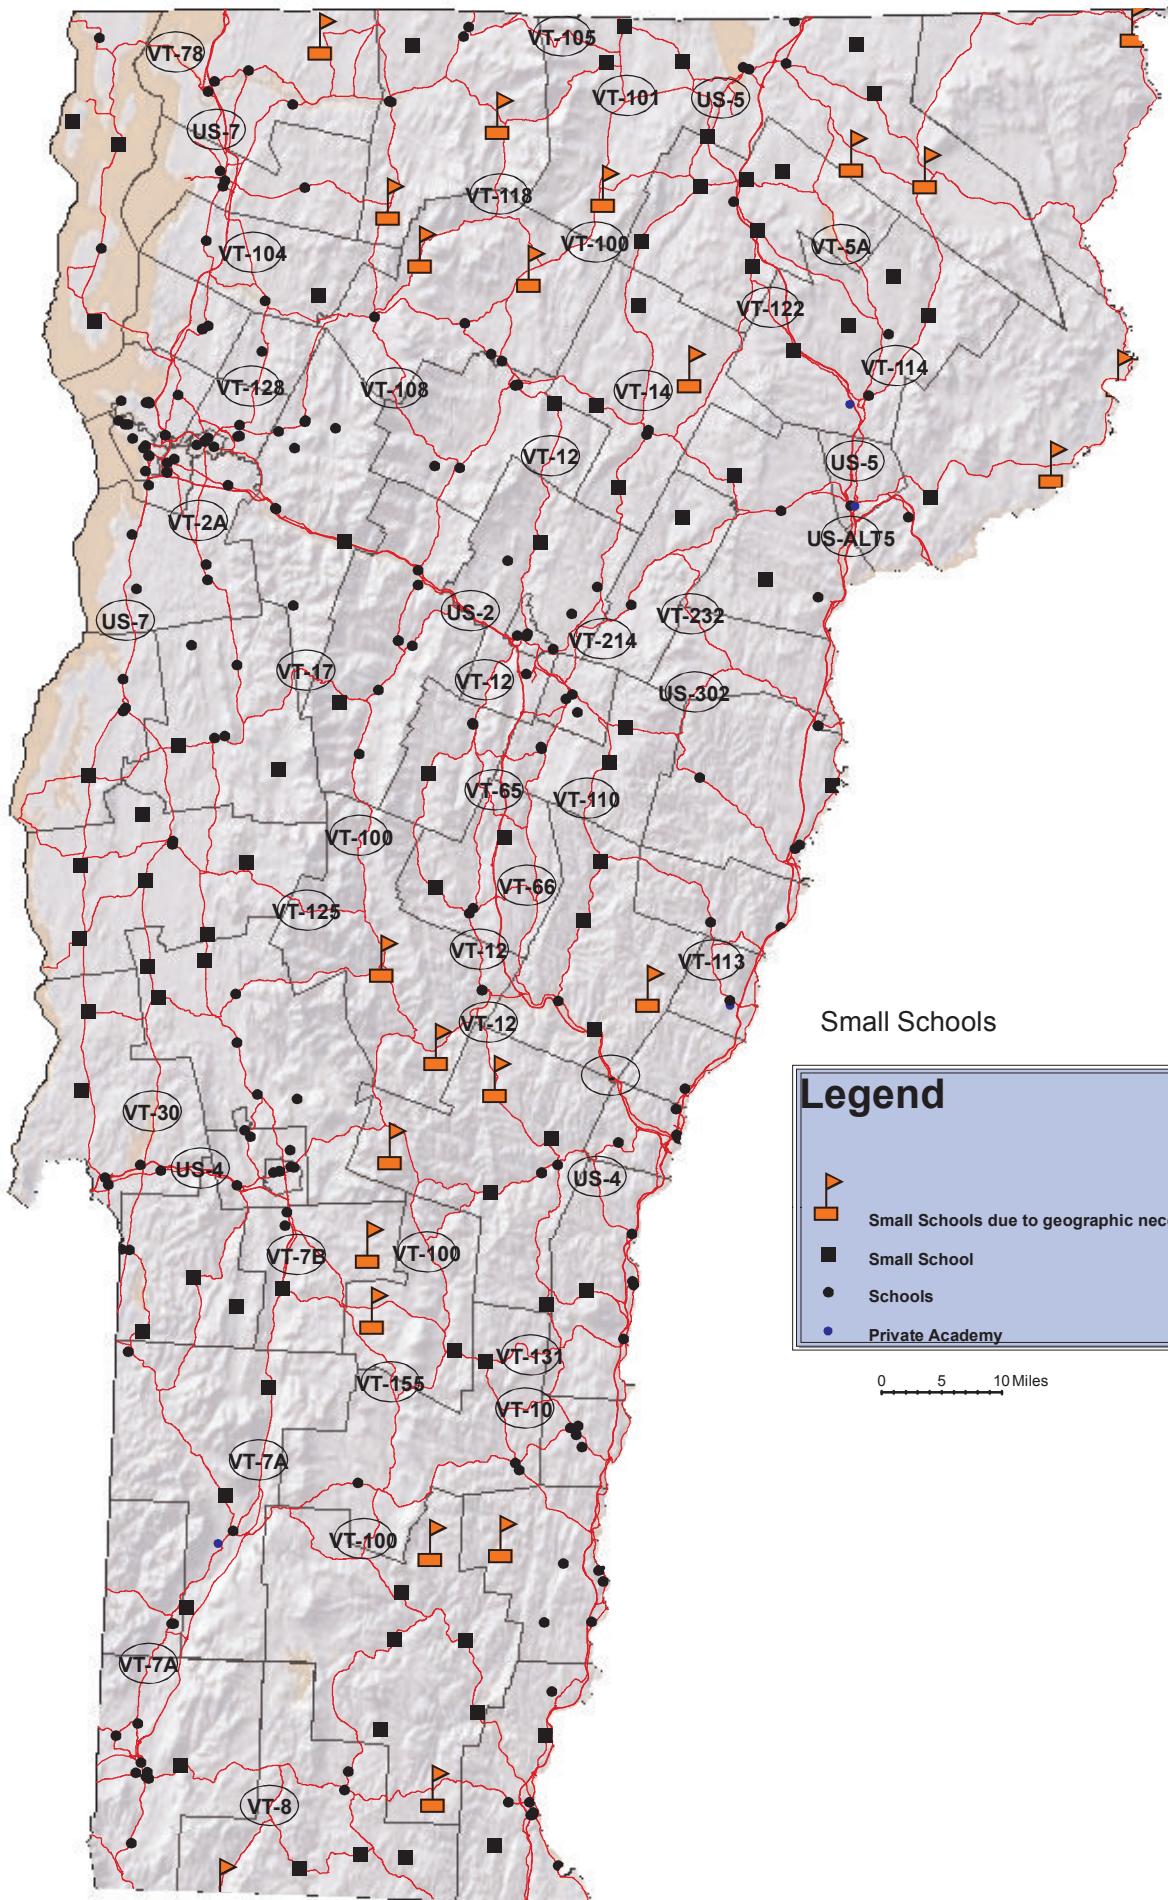 VT-105
VT-78
VT-101
US-5
US-7
VT-118
VT-100
VT-5A
VT-104
VT-122
VT-114
VT-128
VT-108
VT-14
VT-12
US-5
VT-2A
US-ALT5
US-2
VT-232
US-7
VT-214
VT-17
VT-12
US-302
VT-65
VT-110
VT-100
VT-66
VT-125
VT-12
VT-113
VT-12
Small Schools
Legend
VT-30
US-4
US-4
Small Schools due to geographic nec
VT-7B
VT-100
Small School
Schools
Private Academy
VT-131
VT-155
0 5 10 Miles
VT-10
VT-7A
VT-100
VT-7A
VT-8